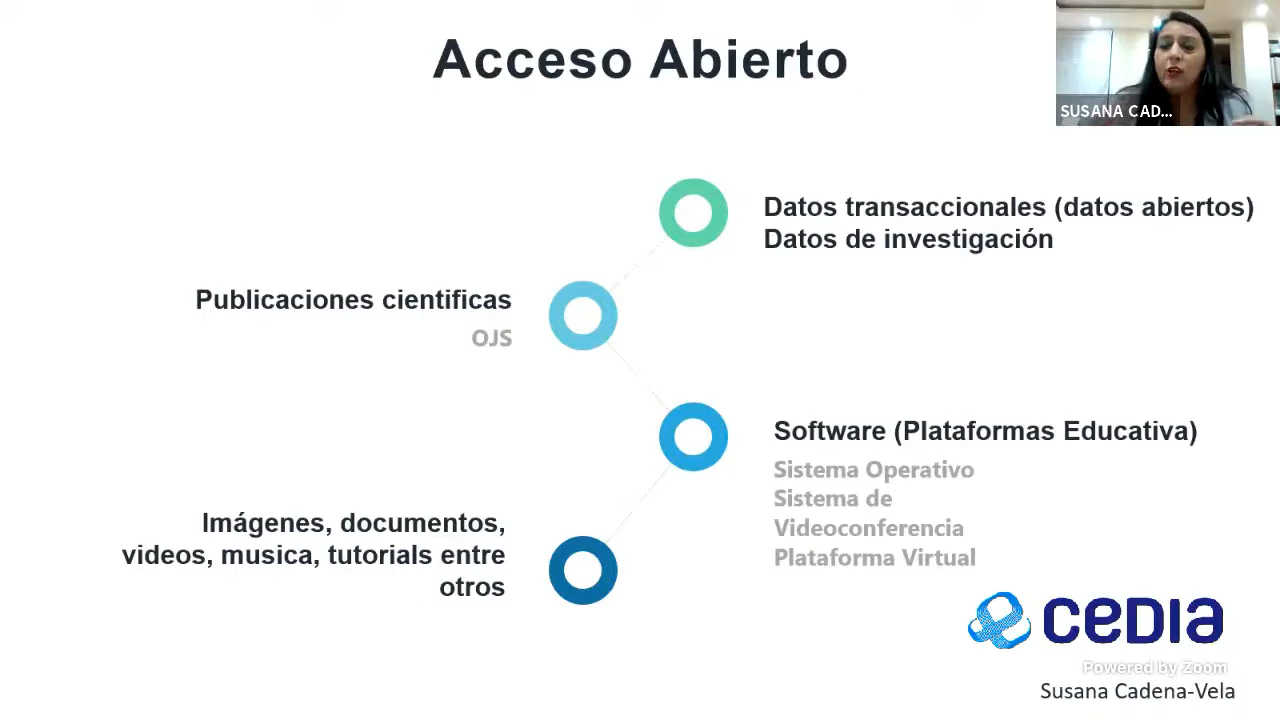 Acceso Abierto
SUSANA CAD...
Datos transaccionales (datos abiertos)
Datos de investigación
Publicaciones cientificas
OJS
Software (Plataformas Educativa)
Sistema Operativo
Sistema de
Videoconferencia
Plataforma Virtual
Imágenes, documentos,
videos, musica, tutorials entre
otros
CEDIA
Powered by Zoom
Susana Cadena-Vela